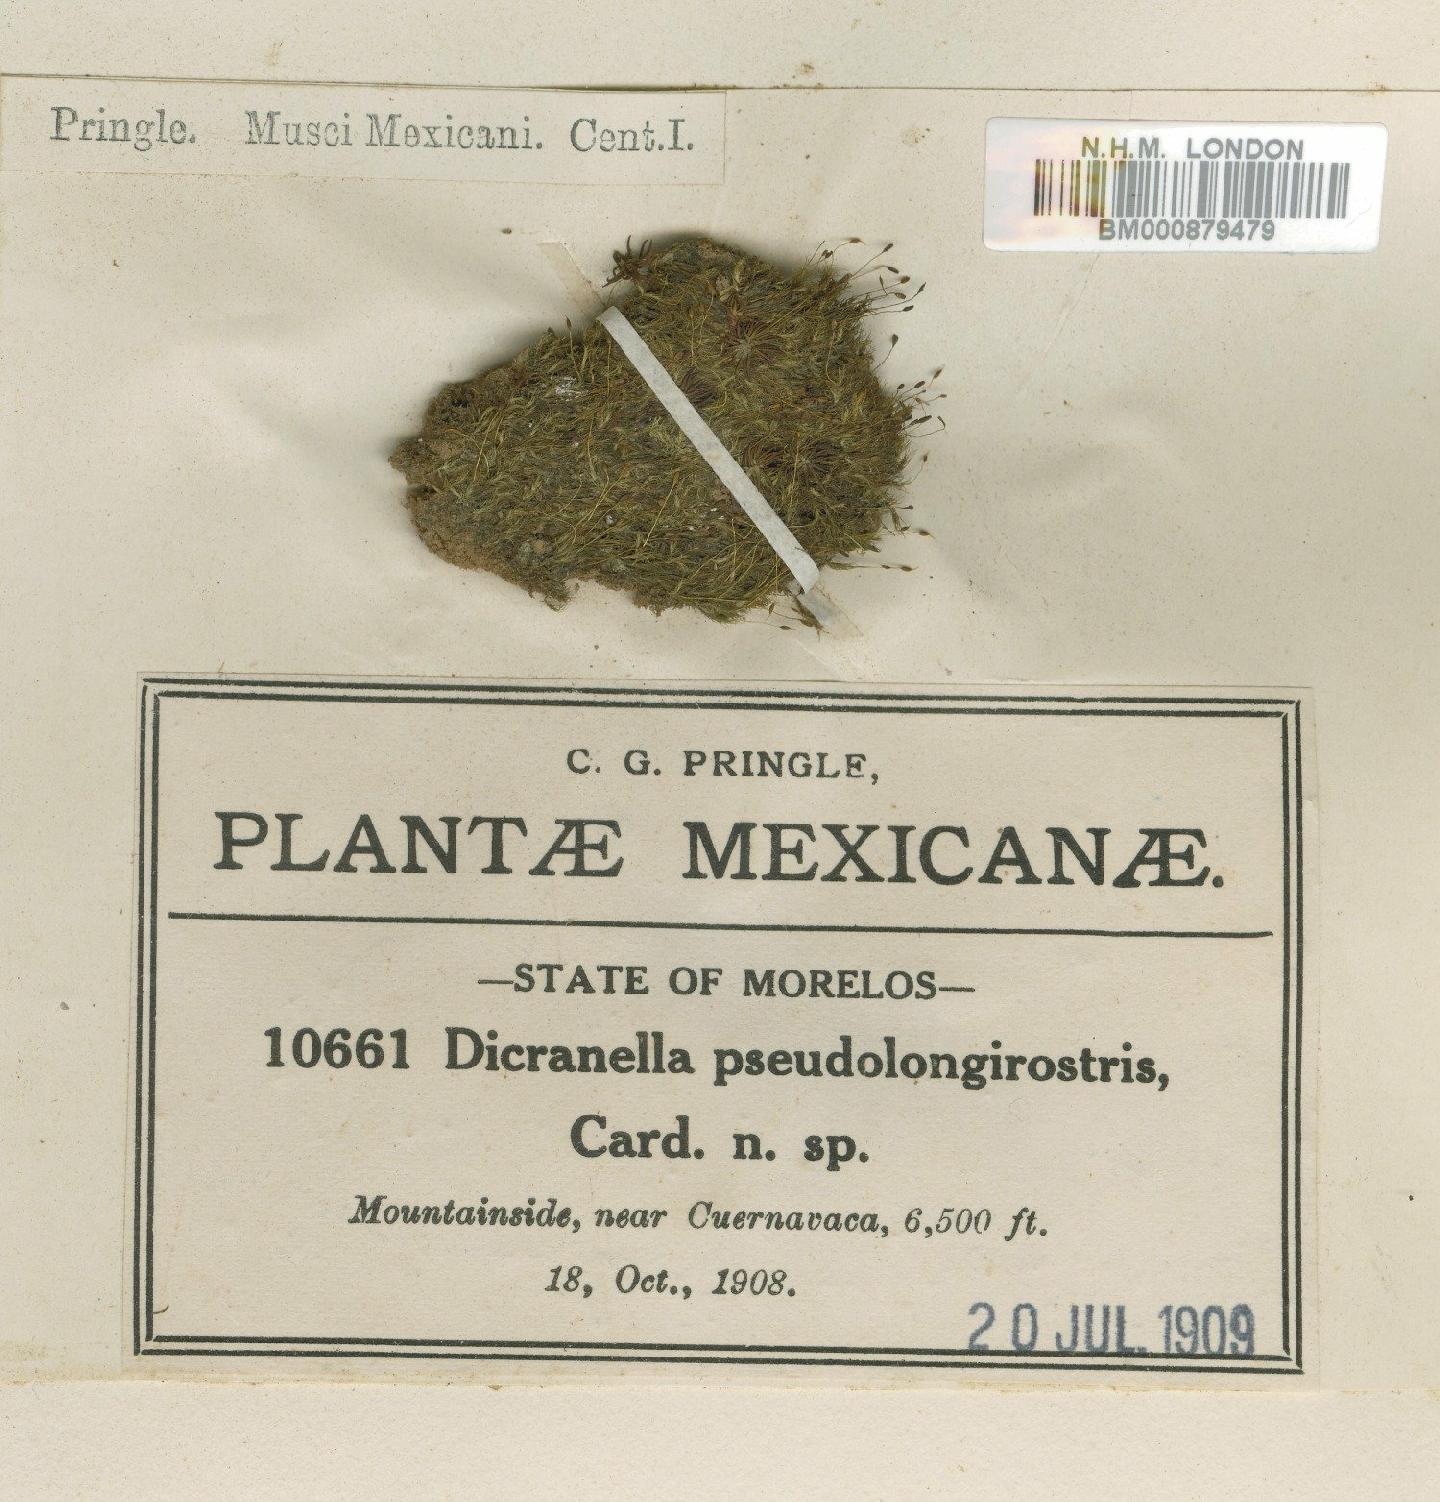 Pringle. Musci Mexicani. Cent.I.
N.H.M. LONDON
BM000879479
C. G. PRINGLE,
PLANTÆ MEXICANÆ.
—STATE OF MORELOS—
10661 Dicranella pseudolongirostris,
Card. n. sp.
Mountainside, near Cuernavaca, 6,500 ft.
18, Oct., 1908.
20 JUL. 1909